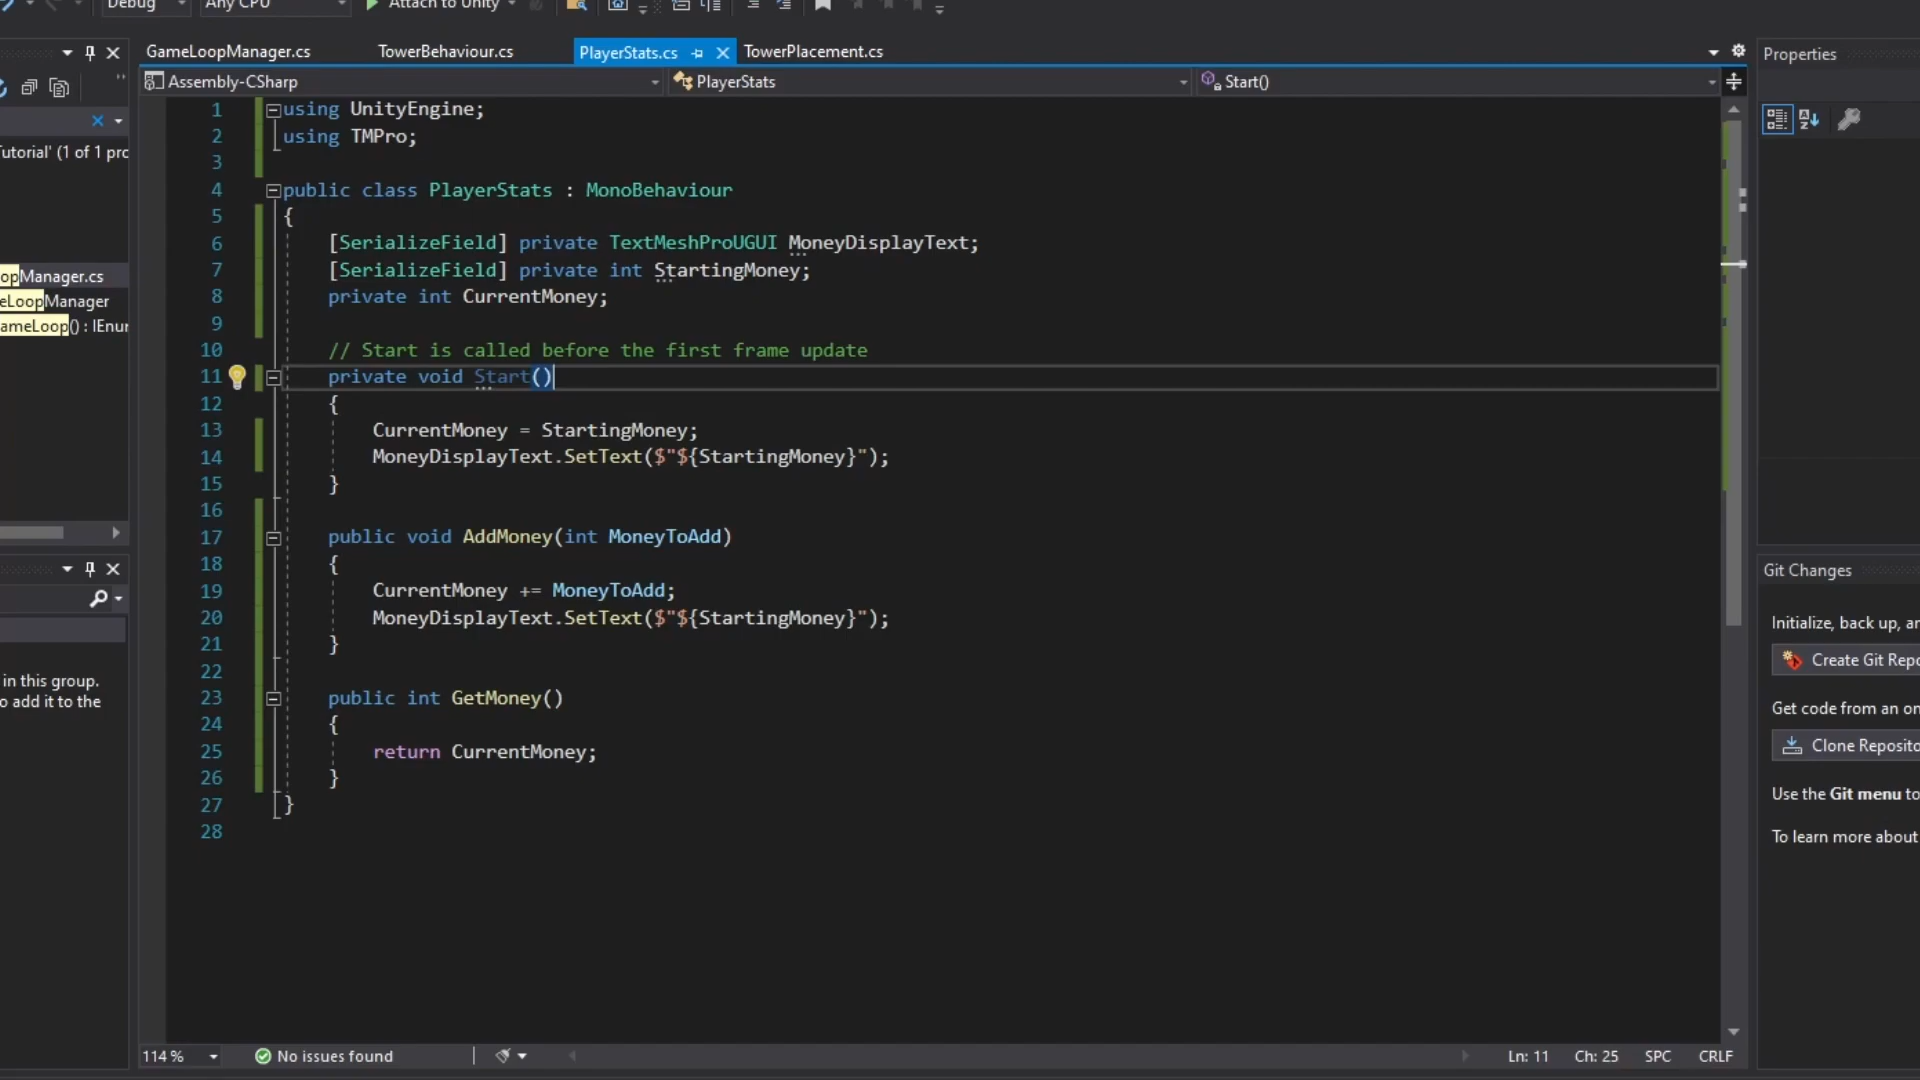 Debug Any CPU Attach to Unity
GameLoopManager.cs TowerBehaviour.cs PlayerStats.cs TowerPlacement.cs
Assembly-CSharp PlayerStats Start()
utorial' (1 of 1 pro
opManager.cs
eLoopManager
ameLoop() : IEnur
in this group.
o add it to the
1 using UnityEngine;
2 using TMPro;
3
4 public class PlayerStats : MonoBehaviour
5 {
6 [SerializeField] private TextMeshProUGUI MoneyDisplayText;
7 [SerializeField] private int StartingMoney;
8 private int CurrentMoney;
9
10 // Start is called before the first frame update
11 private void Start()
12 {
13 CurrentMoney = StartingMoney;
14 MoneyDisplayText.SetText($"${StartingMoney}");
15 }
16
17 public void AddMoney(int MoneyToAdd)
18 {
19 CurrentMoney += MoneyToAdd;
20 MoneyDisplayText.SetText($"${StartingMoney}");
21 }
22
23 public int GetMoney()
24 {
25 return CurrentMoney;
26 }
27 }
28
114 % No issues found Ln: 11 Ch: 25 SPC CRLF
Properties
Git Changes
Initialize, back up, an
Create Git Repo
Get code from an on
Clone Reposito
Use the Git menu to
To learn more about